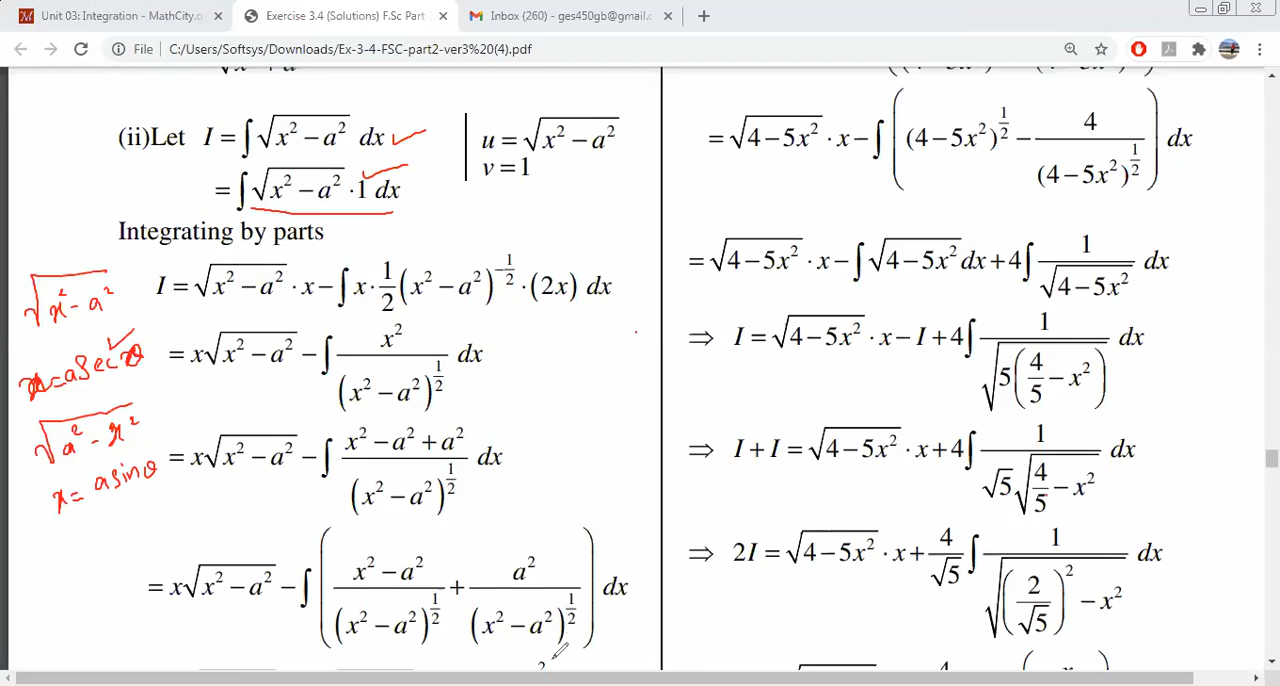 Unit 03: Integration - MathCity.o
Exercise 3.4 (Solutions) F.Sc Part
Inbox (260) - ges450gb@gmail.c
File | C:/Users/Softsys/Downloads/Ex-3-4-FSC-part2-ver3%20(4).pdf
(ii)Let I = ∫ √(x² − a²) dx
u = √(x² − a²)
= ∫ √(x² − a²) · 1 dx
v = 1
Integrating by parts
I = √(x² − a²) · x − ∫ x · 1/2 (x² − a²)^(−1/2) · (2x) dx
= x√(x² − a²) − ∫ x² / (x² − a²)^(1/2) dx
= x√(x² − a²) − ∫ (x² − a² + a²) / (x² − a²)^(1/2) dx
= x√(x² − a²) − ∫ ( (x² − a²) / (x² − a²)^(1/2) + a² / (x² − a²)^(1/2) ) dx
√(x² − a²)
x = a Sec θ
√(a² − x²)
x = a sin θ
= √(4 − 5x²) · x − ∫ ( (4 − 5x²)^(1/2) − 4 / (4 − 5x²)^(1/2) ) dx
= √(4 − 5x²) · x − ∫ √(4 − 5x²) dx + 4 ∫ 1 / √(4 − 5x²) dx
⇒ I = √(4 − 5x²) · x − I + 4 ∫ 1 / √(5(4/5 − x²)) dx
⇒ I + I = √(4 − 5x²) · x + 4 ∫ 1 / (√5 √(4/5 − x²)) dx
⇒ 2I = √(4 − 5x²) · x + 4/√5 ∫ 1 / √((2/√5)² − x²) dx